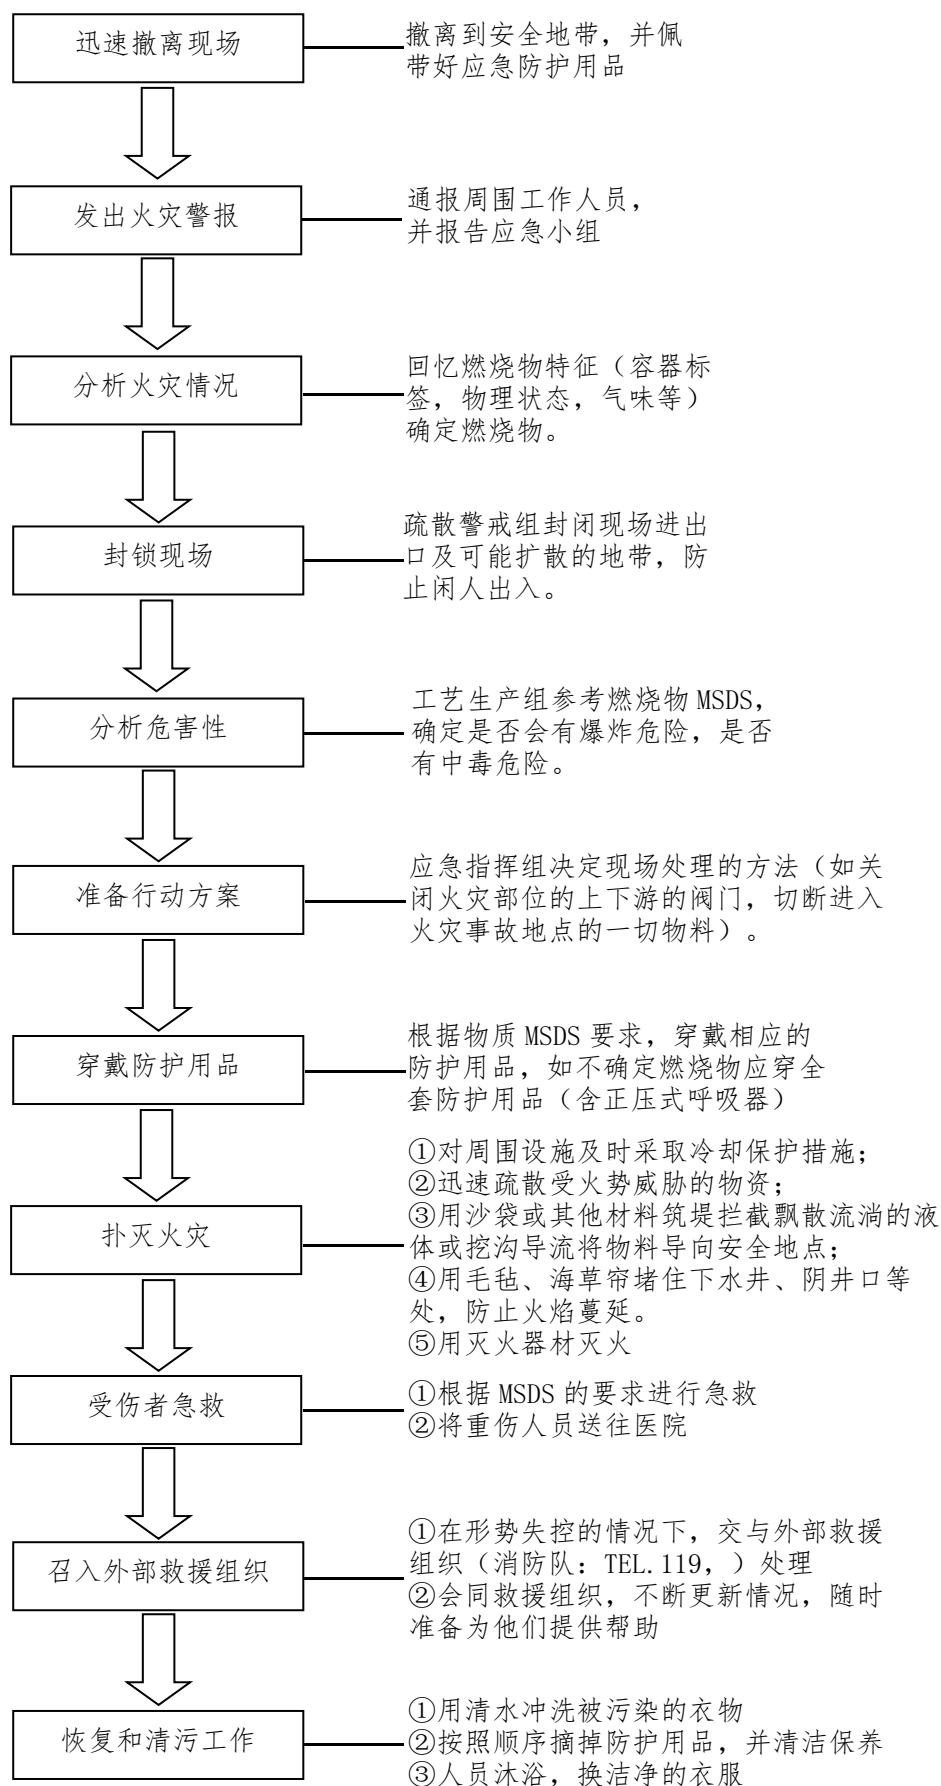 迅速撤离现场
撤离到安全地带，并佩
带好应急防护用品
发出火灾警报
通报周围工作人员，
并报告应急小组
分析火灾情况
回忆燃烧物特征（容器标
签，物理状态，气味等）
确定燃烧物。
封锁现场
疏散警戒组封闭现场进出
口及可能扩散的地带，防
止闲人出入。
分析危害性
工艺生产组参考燃烧物 MSDS，
确定是否会有爆炸危险，是否
有中毒危险。
准备行动方案
应急指挥组决定现场处理的方法（如关
闭火灾部位的上下游的阀门，切断进入
火灾事故地点的一切物料）。
穿戴防护用品
根据物质 MSDS 要求，穿戴相应的
防护用品，如不确定燃烧物应穿全
套防护用品（含正压式呼吸器）
扑灭火灾
①对周围设施及时采取冷却保护措施；
②迅速疏散受火势威胁的物资；
③用沙袋或其他材料筑堤拦截飘散流淌的液
体或挖沟导流将物料导向安全地点；
④用毛毡、海草帘堵住下水井、阴井口等
处，防止火焰蔓延。
⑤用灭火器材灭火
受伤者急救
①根据 MSDS 的要求进行急救
②将重伤人员送往医院
召入外部救援组织
①在形势失控的情况下，交与外部救援
组织（消防队：TEL.119，）处理
②会同救援组织，不断更新情况，随时
准备为他们提供帮助
恢复和清污工作
①用清水冲洗被污染的衣物
②按照顺序摘掉防护用品，并清洁保养
③人员沐浴，换洁净的衣服